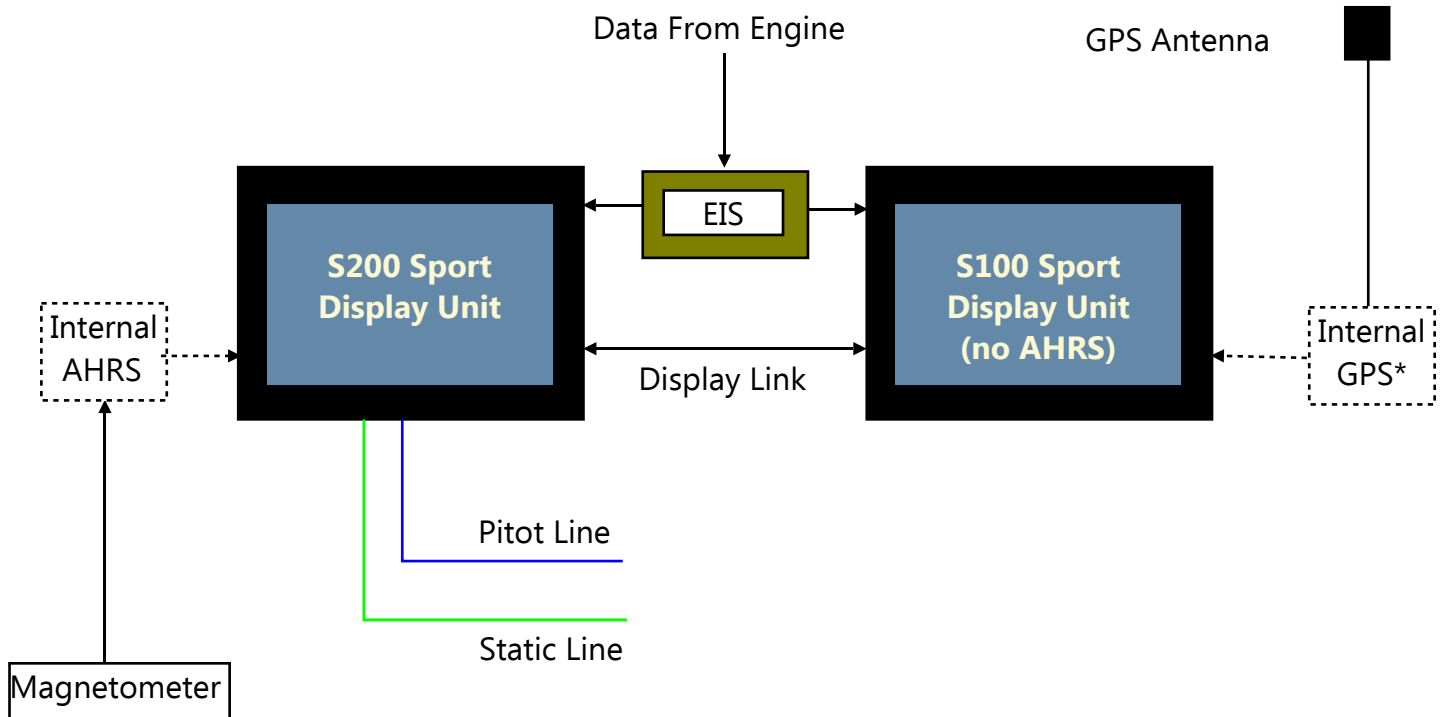 Data From Engine
GPS Antenna
EIS
S200 Sport
Display Unit
S100 Sport
Display Unit
(no AHRS)
Internal
AHRS
Internal
GPS*
Display Link
Pitot Line
Static Line
Magnetometer